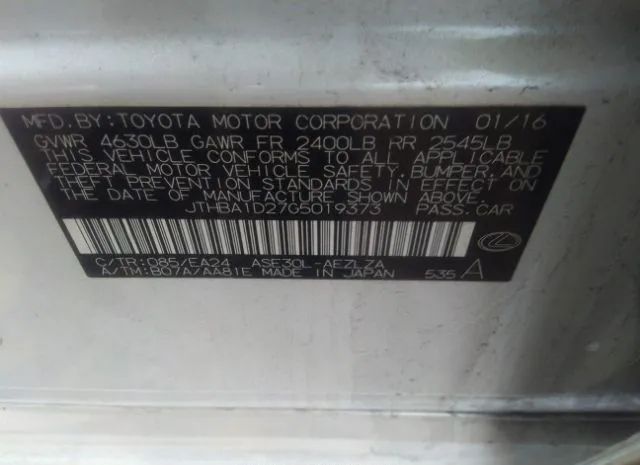 MFD.BY:TOYOTA MOTOR CORPORATION 01/16
GVWR 4630LB GAWR FR 2400LB RR 2545LB
THIS VEHICLE CONFORMS TO ALL APPLICABLE
FEDERAL MOTOR VEHICLE SAFETY,BUMPER,AND
THEFT PREVENTION STANDARDS IN EFFECT ON
THE DATE OF MANUFACTURE SHOWN ABOVE.
JTHBA1D27G5019373 PASS.CAR
C/TR:085/EA24 ASE30L-AEZLZA
A/TM:B07A/AA81E MADE IN JAPAN 535 A